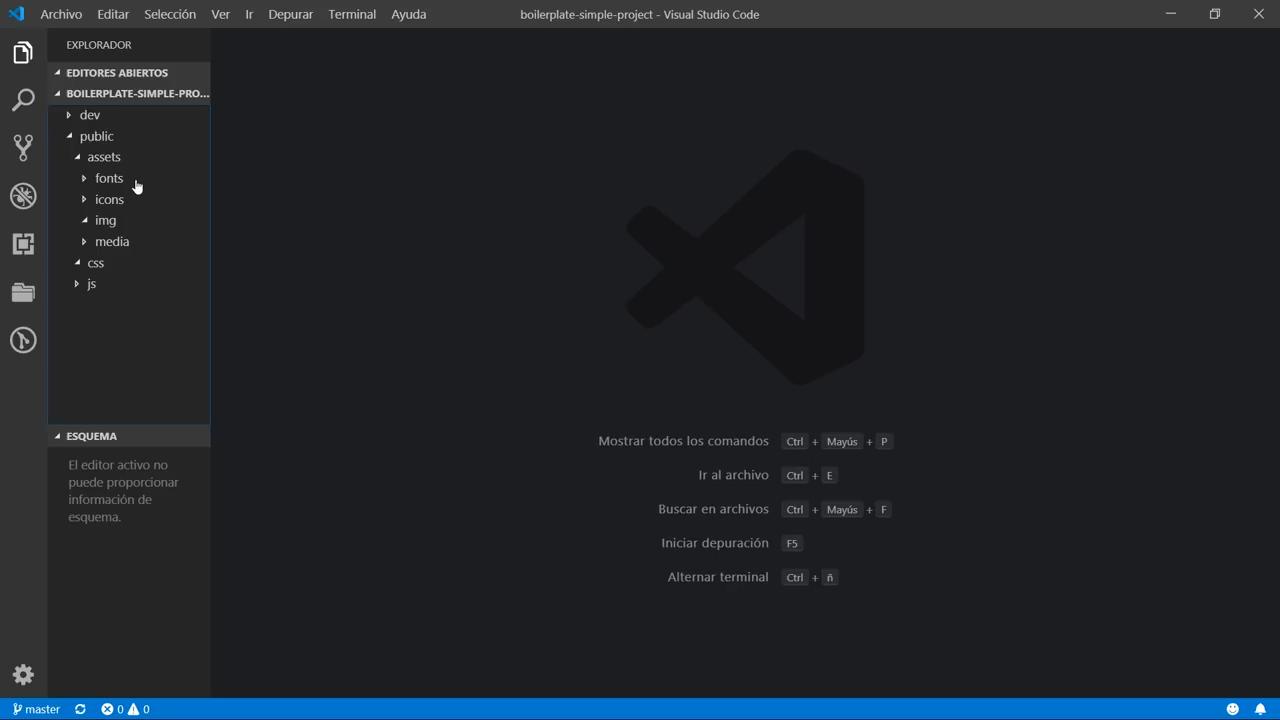 Archivo Editar Selección Ver Ir Depurar Terminal Ayuda boilerplate-simple-project - Visual Studio Code
EXPLORADOR
EDITORES ABIERTOS
BOILERPLATE-SIMPLE-PRO...
dev
public
assets
fonts
icons
img
media
css
js
ESQUEMA
El editor activo no
puede proporcionar
información de
esquema.
Mostrar todos los comandos Ctrl + Mayús + P
Ir al archivo Ctrl + E
Buscar en archivos Ctrl + Mayús + F
Iniciar depuración F5
Alternar terminal Ctrl + ñ
master 0 0